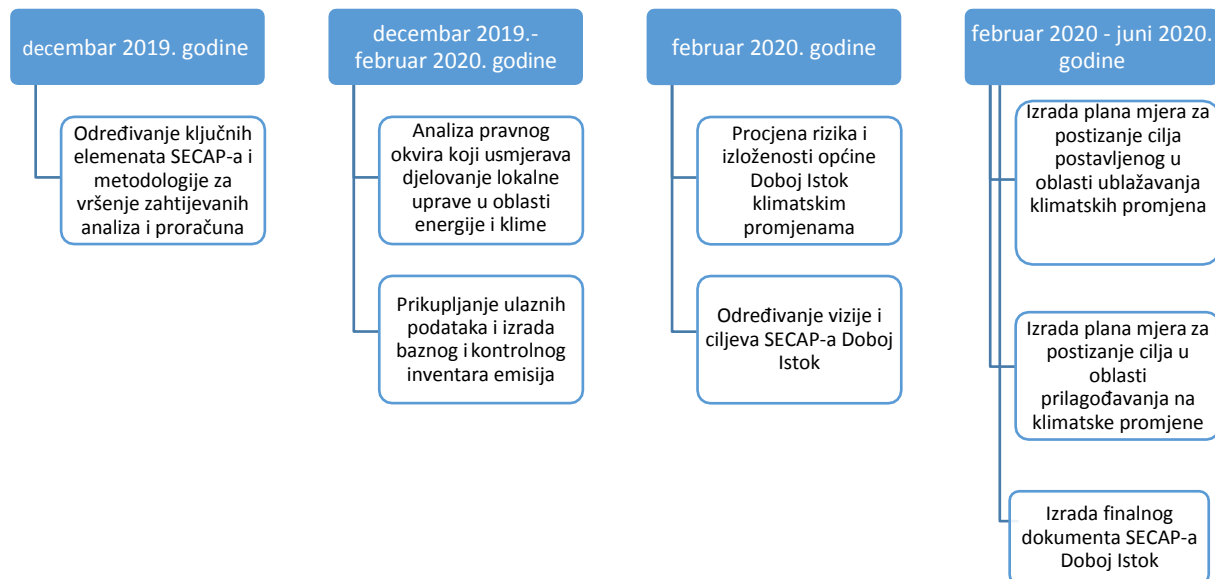 decembar 2019. godine
Određivanje ključnih
elemenata SECAP-a i
metodologije za
vršenje zahtijevanih
analiza i proračuna
decembar 2019.-
februar 2020. godine
Analiza pravnog
okvira koji usmjerava
djelovanje lokalne
uprave u oblasti
energije i klime
Prikupljanje ulaznih
podataka i izrada
baznog i kontrolnog
inventara emisija
februar 2020. godine
Procjena rizika i
izloženosti općine
Doboj Istok
klimatskim
promjenama
Određivanje vizije i
ciljeva SECAP-a Doboj
Istok
februar 2020 - juni 2020.
godine
Izrada plana mjera za
postizanje cilja
postavljenog u
oblasti ublažavanja
klimatskih promjena
Izrada plana mjera za
postizanje cilja u
oblasti
prilagođavanja na
klimatske promjene
Izrada finalnog
dokumenta SECAP-a
Doboj Istok